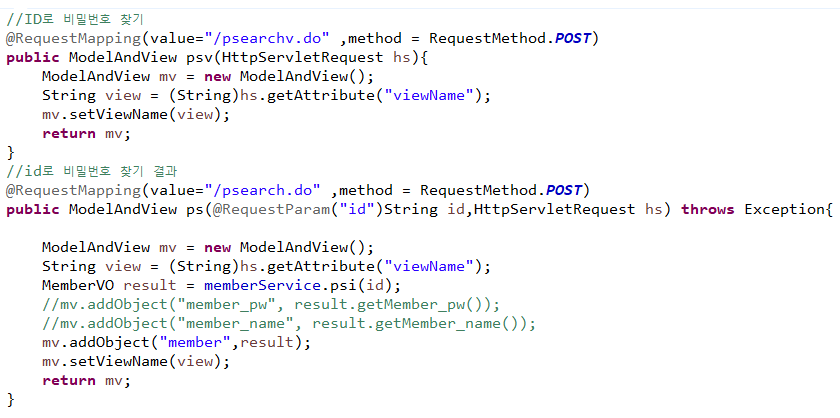 //ID로 비밀번호 찾기
@RequestMapping(value="/psearchv.do" ,method = RequestMethod.POST)
public ModelAndView psv(HttpServletRequest hs){
    ModelAndView mv = new ModelAndView();
    String view = (String)hs.getAttribute("viewName");
    mv.setViewName(view);
    return mv;
}
//id로 비밀번호 찾기 결과
@RequestMapping(value="/psearch.do" ,method = RequestMethod.POST)
public ModelAndView ps(@RequestParam("id")String id,HttpServletRequest hs) throws Exception{
    ModelAndView mv = new ModelAndView();
    String view = (String)hs.getAttribute("viewName");
    MemberVO result = memberService.psi(id);
    //mv.addObject("member_pw", result.getMember_pw());
    //mv.addObject("member_name", result.getMember_name());
    mv.addObject("member",result);
    mv.setViewName(view);
    return mv;
}